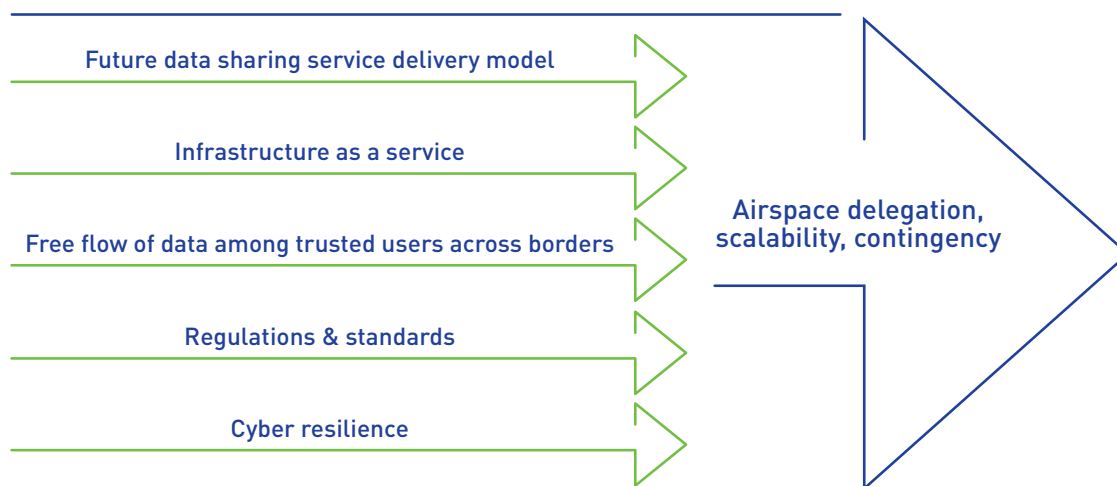 Future data sharing service delivery model
Infrastructure as a service
Free flow of data among trusted users across borders
Regulations & standards
Cyber resilience
Airspace delegation,
scalability, contingency